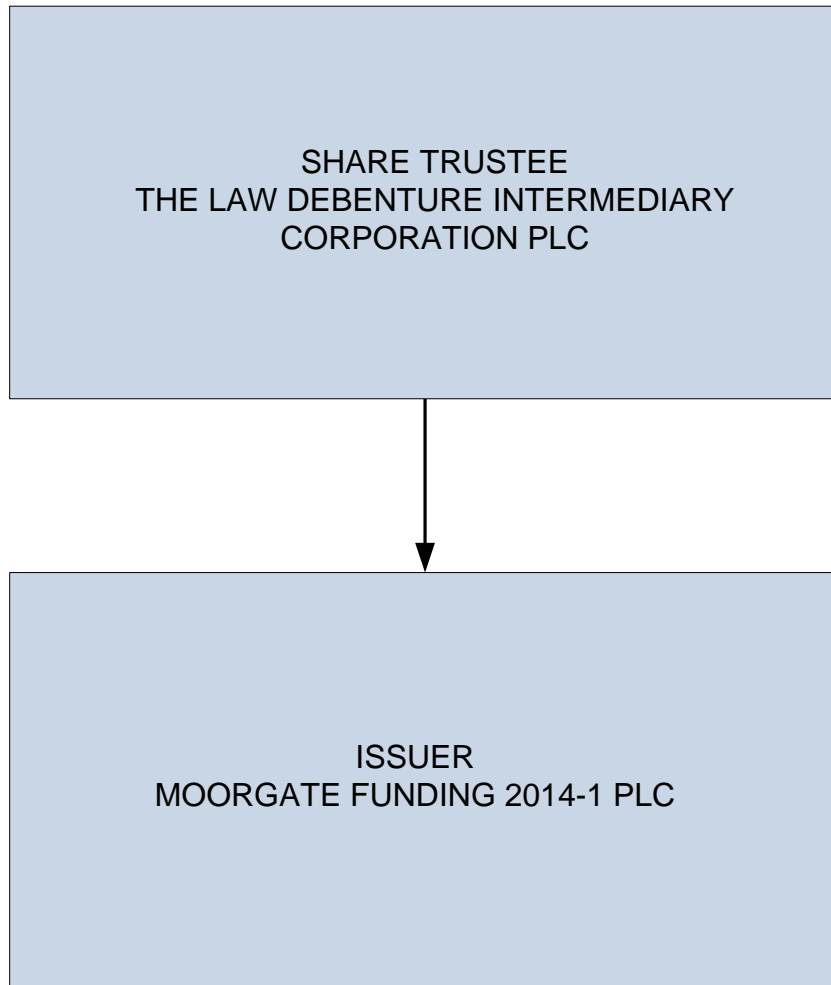 SHARE TRUSTEE
THE LAW DEBENTURE INTERMEDIARY
CORPORATION PLC
ISSUER
MOORGATE FUNDING 2014-1 PLC